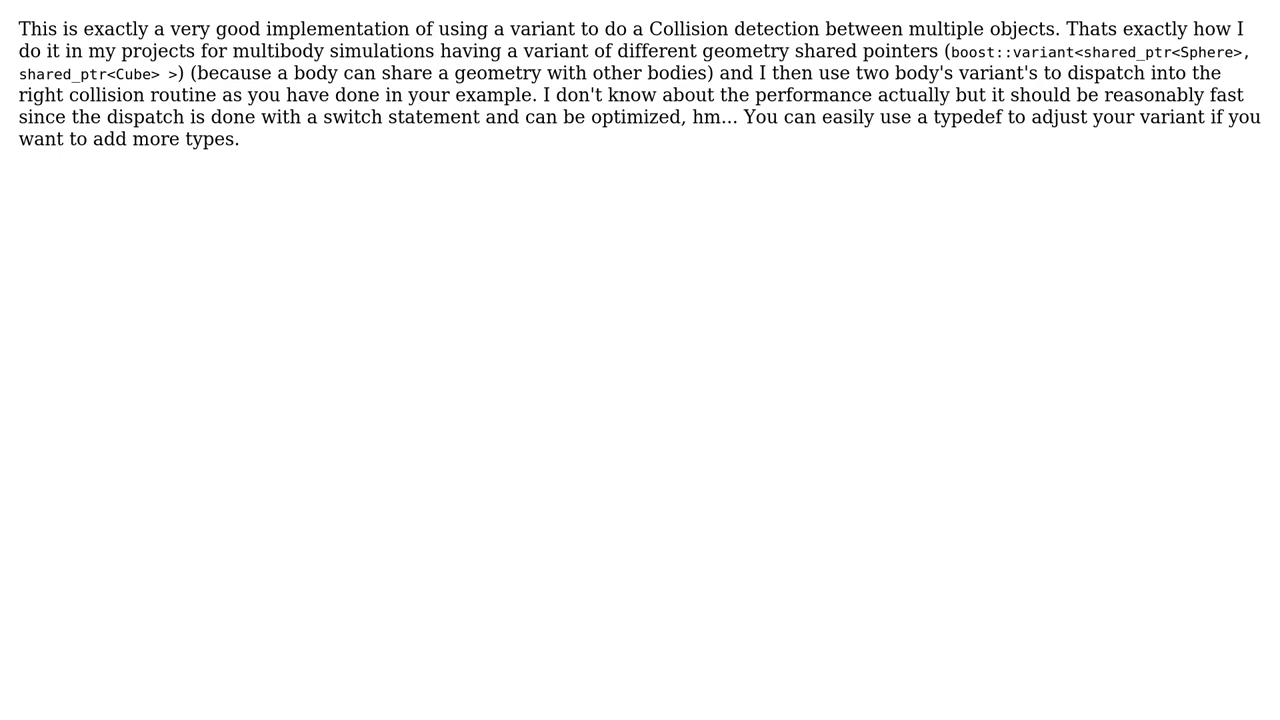 This is exactly a very good implementation of using a variant to do a Collision detection between multiple objects. Thats exactly how I
do it in my projects for multibody simulations having a variant of different geometry shared pointers (boost::variant<shared_ptr<Sphere>,
shared_ptr<Cube> >) (because a body can share a geometry with other bodies) and I then use two body's variant's to dispatch into the
right collision routine as you have done in your example. I don't know about the performance actually but it should be reasonably fast
since the dispatch is done with a switch statement and can be optimized, hm... You can easily use a typedef to adjust your variant if you
want to add more types.